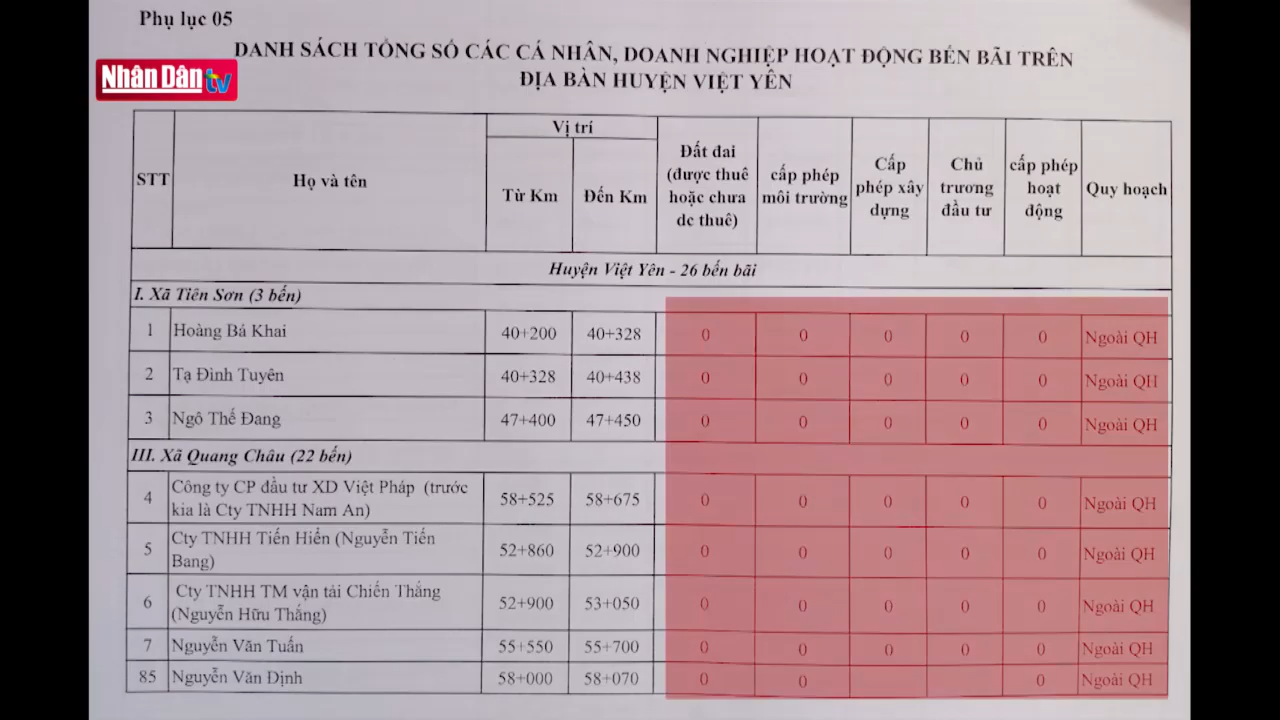 Phụ lục 05
DANH SÁCH TỔNG SỐ CÁC CÁ NHÂN, DOANH NGHIỆP HOẠT ĐỘNG BẾN BÃI TRÊN
ĐỊA BÀN HUYỆN VIỆT YÊN
Nhân Dân tv
STT Họ và tên Vị trí Đất đai (được thuê hoặc chưa dc thuê) cấp phép môi trường Cấp phép xây dựng Chủ trương đầu tư cấp phép hoạt động Quy hoạch
Từ Km Đến Km
Huyện Việt Yên - 26 bến bãi
I. Xã Tiên Sơn (3 bến)
1 Hoàng Bá Khai 40+200 40+328 0 0 0 0 0 Ngoài QH
2 Tạ Đình Tuyên 40+328 40+438 0 0 0 0 0 Ngoài QH
3 Ngô Thế Đang 47+400 47+450 0 0 0 0 0 Ngoài QH
III. Xã Quang Châu (22 bến)
4 Công ty CP đầu tư XD Việt Pháp (trước
kia là Cty TNHH Nam An) 58+525 58+675 0 0 0 0 0 Ngoài QH
5 Cty TNHH Tiến Hiển (Nguyễn Tiến
Bang) 52+860 52+900 0 0 0 0 0 Ngoài QH
6 Cty TNHH TM vận tải Chiến Thắng
(Nguyễn Hữu Thắng) 52+900 53+050 0 0 0 0 0 Ngoài QH
7 Nguyễn Văn Tuấn 55+550 55+700 0 0 0 0 0 Ngoài QH
85 Nguyễn Văn Định 58+000 58+070 0 0 0 Ngoài QH